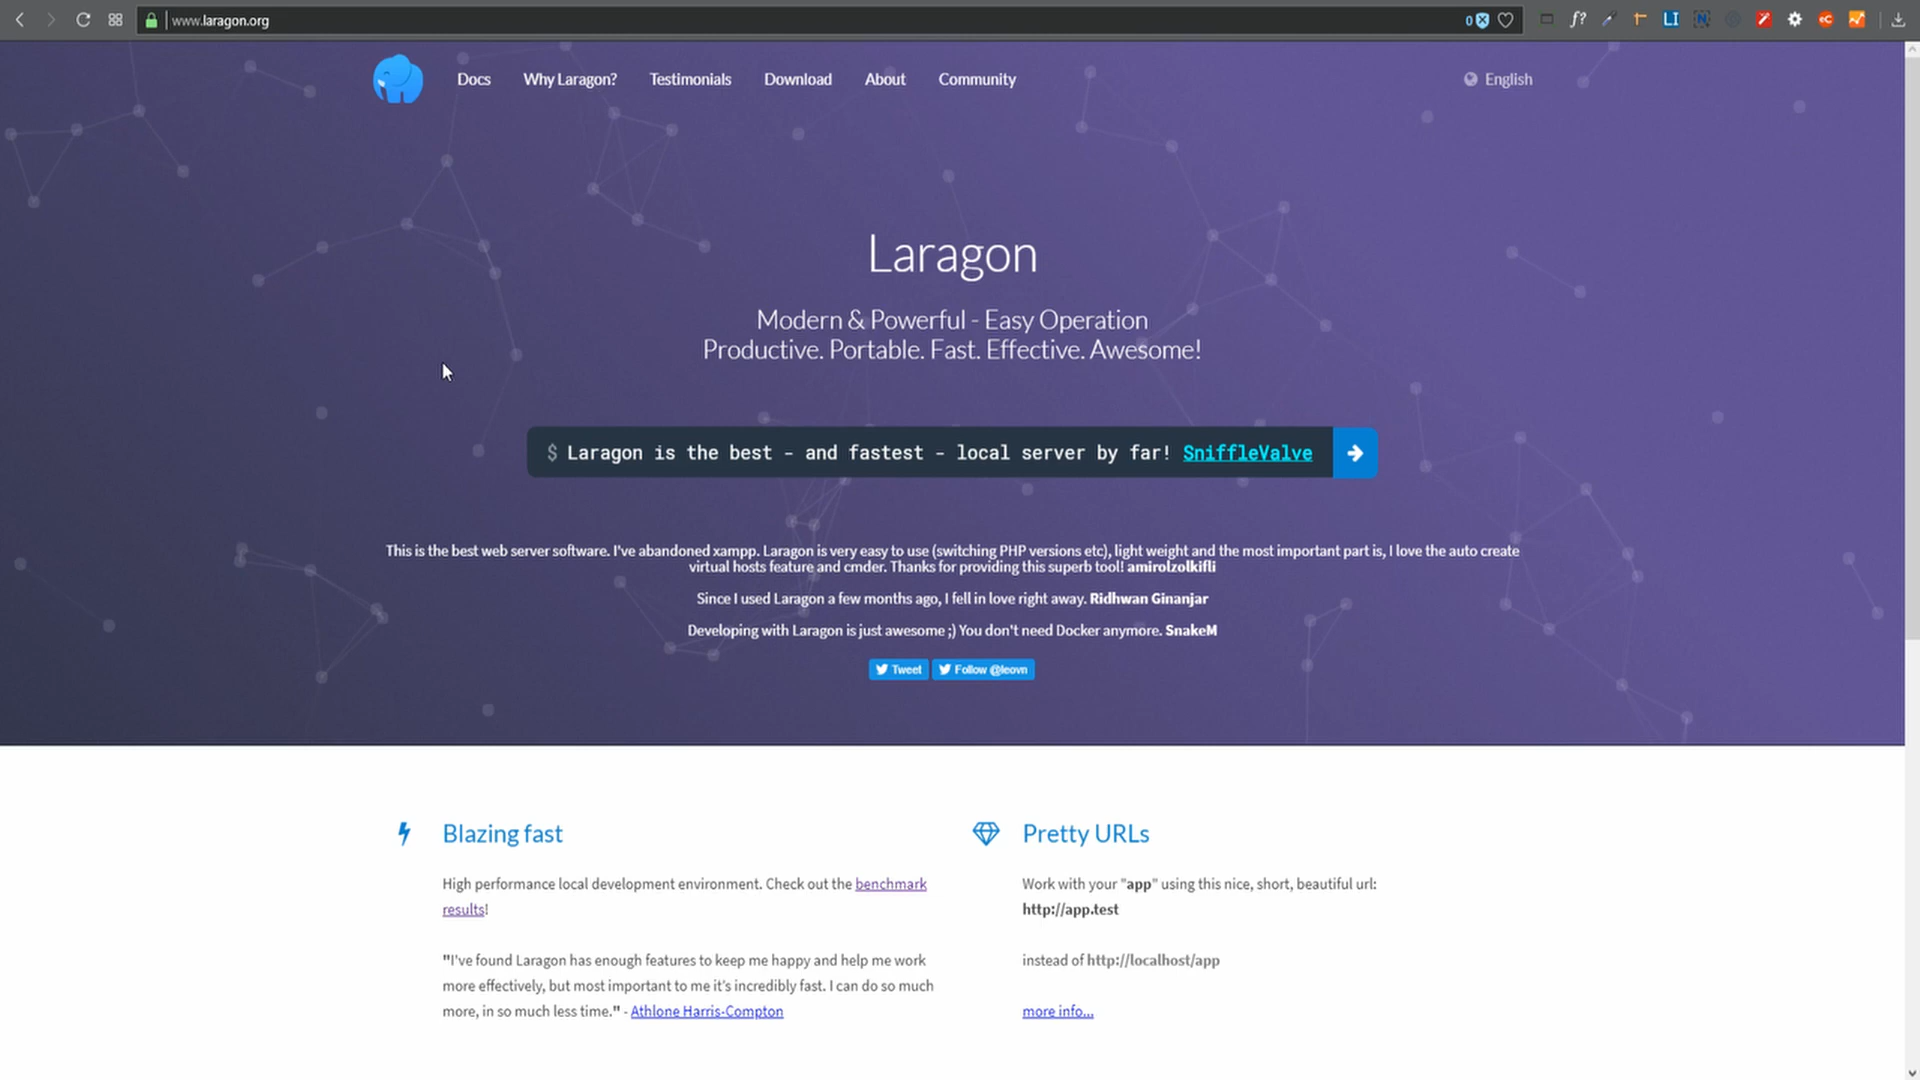 www.laragon.org
0
f?
LI
N
Docs
Why Laragon?
Testimonials
Download
About
Community
English
Laragon
Modern & Powerful - Easy Operation
Productive. Portable. Fast. Effective. Awesome!
$ Laragon is the best - and fastest - local server by far! SniffleValve
This is the best web server software. I've abandoned xampp. Laragon is very easy to use (switching PHP versions etc), light weight and the most important part is, I love the auto create
virtual hosts feature and cmder. Thanks for providing this superb tool! amirolzolkifli
Since I used Laragon a few months ago, I fell in love right away. Ridhwan Ginanjar
Developing with Laragon is just awesome ;) You don't need Docker anymore. SnakeM
Tweet
Follow @leovn
Blazing fast
High performance local development environment. Check out the benchmark
results!
"I've found Laragon has enough features to keep me happy and help me work
more effectively, but most important to me it's incredibly fast. I can do so much
more, in so much less time." - Athlone Harris-Compton
Pretty URLs
Work with your "app" using this nice, short, beautiful url:
http://app.test
instead of http://localhost/app
more info...